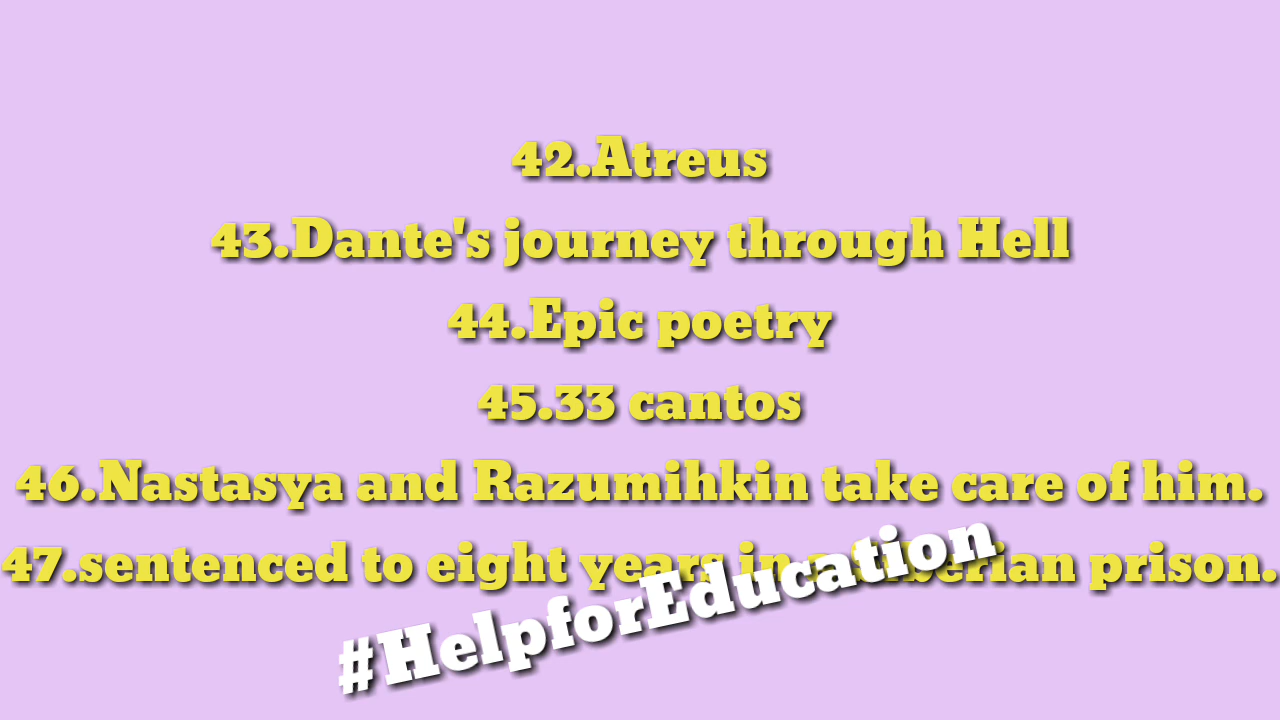 42.Atreus
43.Dante's journey through Hell
44.Epic poetry
45.33 cantos
46.Nastasya and Razumihkin take care of him.
47.sentenced to eight years in a Siberian prison.
#HelpforEducation